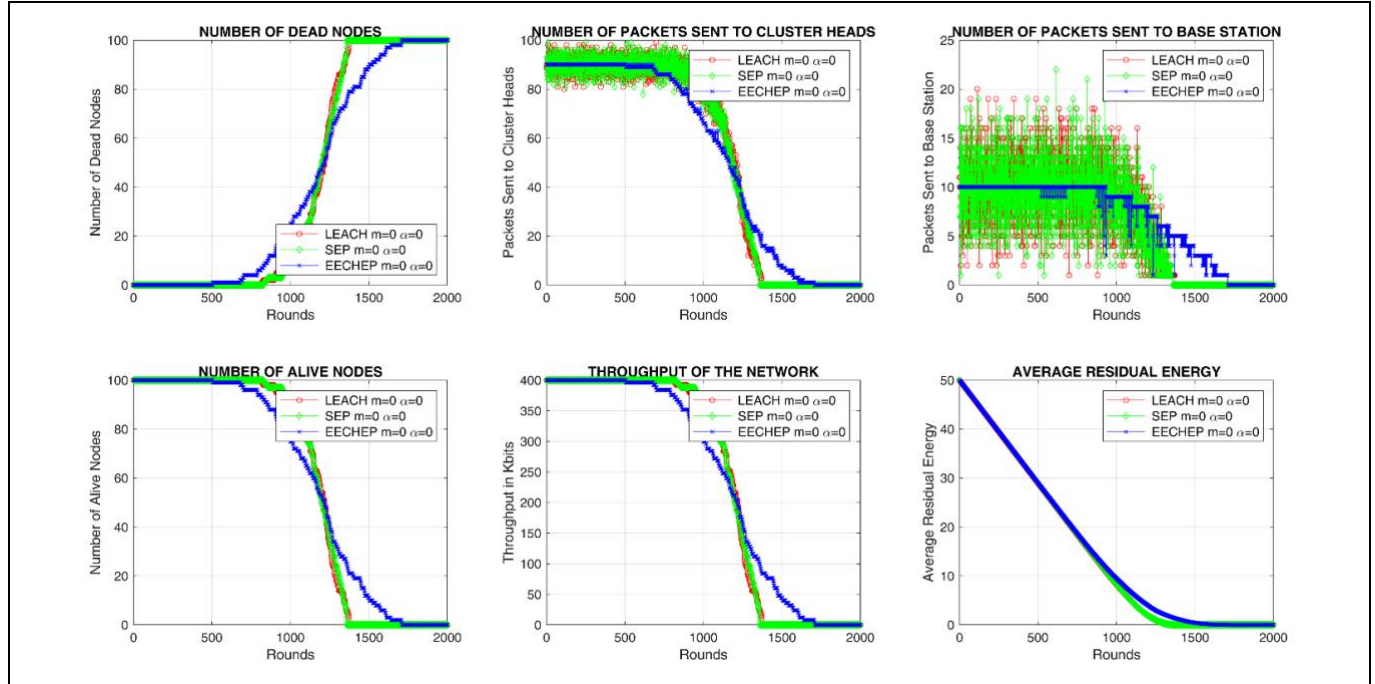 NUMBER OF DEAD NODES
Number of Dead Nodes
100
80
60
40
20
0
LEACH m=0 α=0
SEP m=0 α=0
EECHEP m=0 α=0
0 500 1000 1500 2000
Rounds
NUMBER OF PACKETS SENT TO CLUSTER HEADS
Packets Sent to Cluster Heads
100
80
60
40
20
0
LEACH m=0 α=0
SEP m=0 α=0
EECHEP m=0 α=0
0 500 1000 1500 2000
Rounds
NUMBER OF PACKETS SENT TO BASE STATION
Packets Sent to Base Station
25
20
15
10
5
0
LEACH m=0 α=0
SEP m=0 α=0
EECHEP m=0 α=0
0 500 1000 1500 2000
Rounds
NUMBER OF ALIVE NODES
Number of Alive Nodes
100
80
60
40
20
0
LEACH m=0 α=0
SEP m=0 α=0
EECHEP m=0 α=0
0 500 1000 1500 2000
Rounds
THROUGHPUT OF THE NETWORK
Throughput in Kbits
400
350
300
250
200
150
100
50
0
LEACH m=0 α=0
SEP m=0 α=0
EECHEP m=0 α=0
0 500 1000 1500 2000
Rounds
AVERAGE RESIDUAL ENERGY
Average Residual Energy
50
40
30
20
10
0
LEACH m=0 α=0
SEP m=0 α=0
EECHEP m=0 α=0
0 500 1000 1500 2000
Rounds